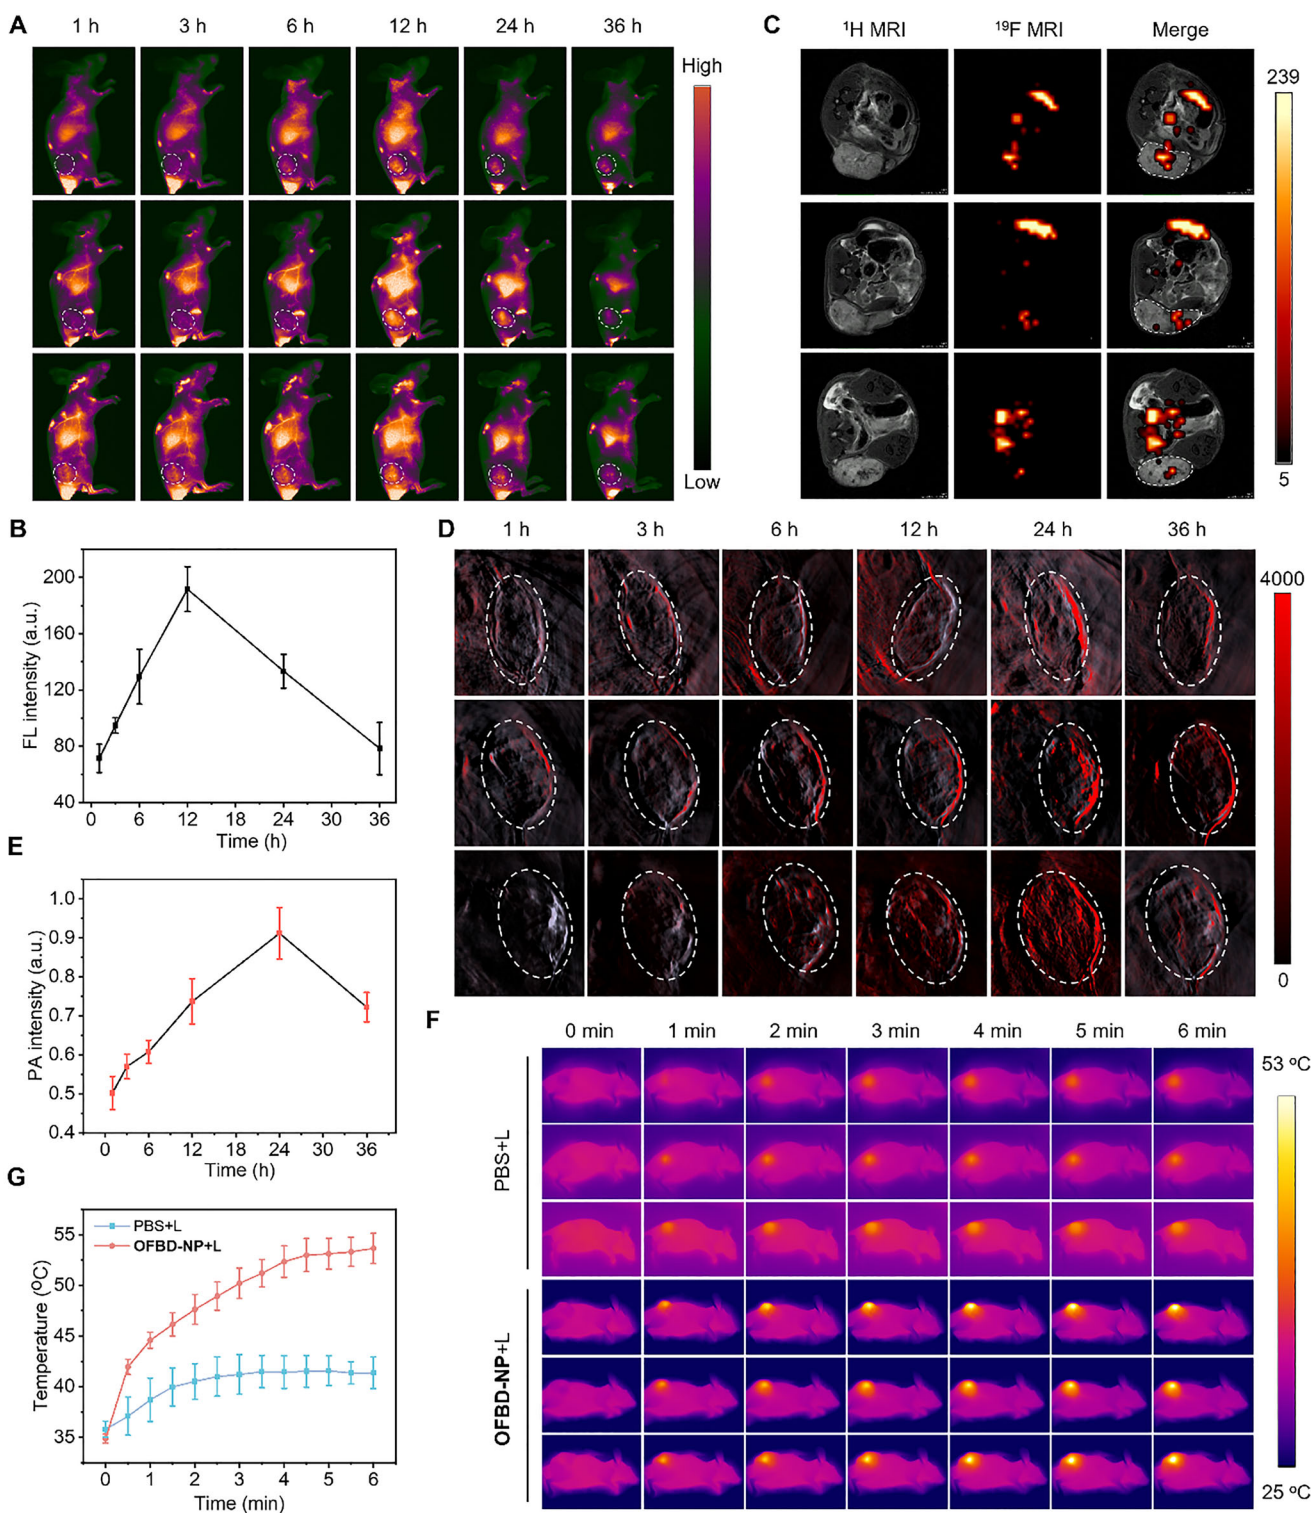 A
1 h 3 h 6 h 12 h 24 h 36 h
High
Low
C
¹H MRI ¹⁹F MRI Merge
239
5
B
FL intensity (a.u.)
200
160
120
80
40
0 6 12 18 24 30 36
Time (h)
D
1 h 3 h 6 h 12 h 24 h 36 h
4000
0
E
PA intensity (a.u.)
1.0
0.9
0.8
0.7
0.6
0.5
0.4
0 6 12 18 24 30 36
Time (h)
F
0 min 1 min 2 min 3 min 4 min 5 min 6 min
PBS+L
OFBD-NP+L
53 ºC
25 ºC
G
PBS+L
OFBD-NP+L
Temperature (ºC)
55
50
45
40
35
0 1 2 3 4 5 6
Time (min)